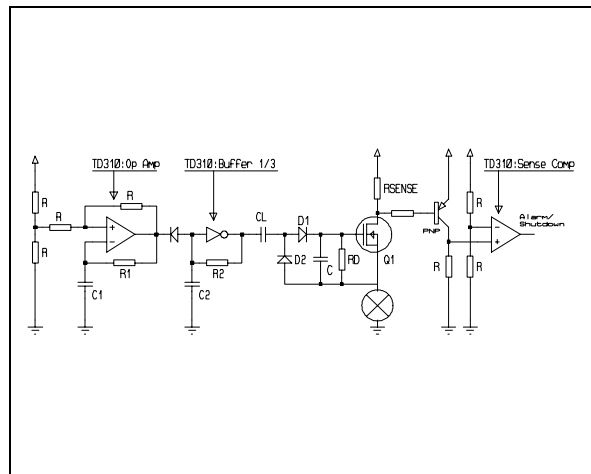 TD310:Op Amp
TD310:Buffer 1/3
TD310:Sense Comp
RSENSE
R
R
R
R
R1
C1
R2
C2
CL
D1
D2
C
RD
Q1
PNP
R
R
R
Alarm/
Shutdown